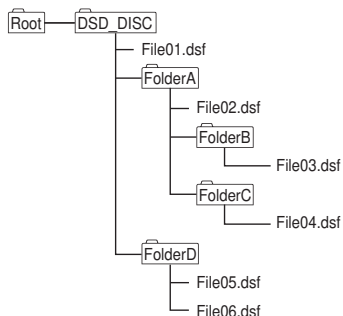 Root DSD_DISC
File01.dsf
FolderA
File02.dsf
FolderB
File03.dsf
FolderC
File04.dsf
FolderD
File05.dsf
File06.dsf